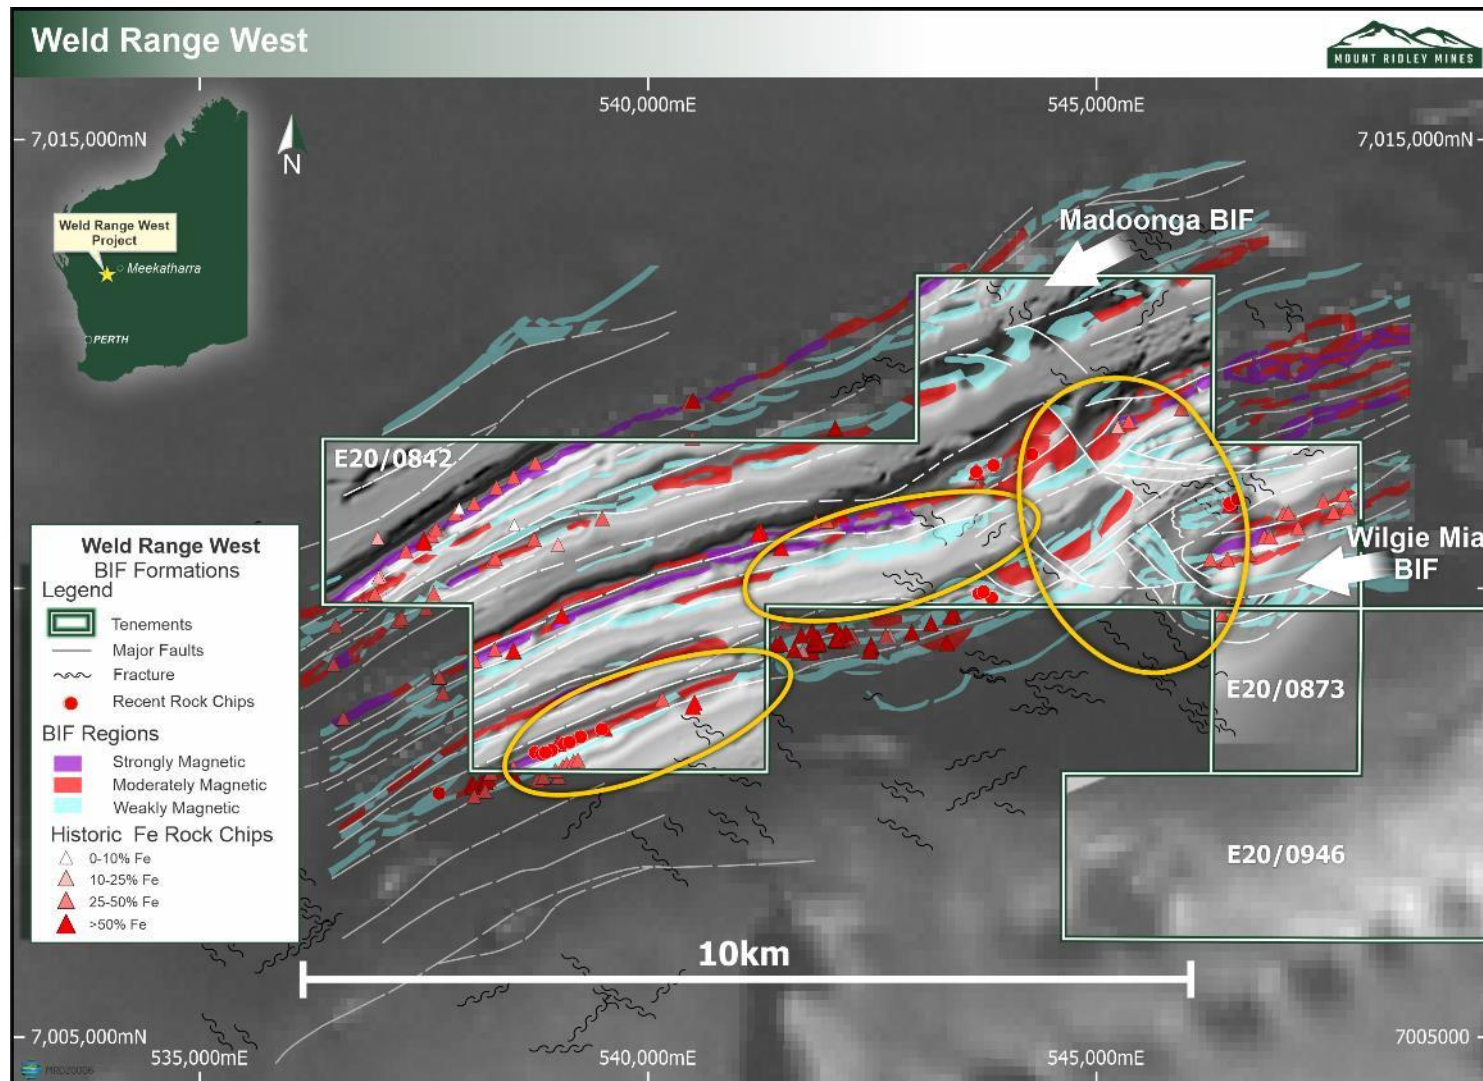 Weld Range West
MOUNT RIDLEY MINES
540,000mE
545,000mE
7,015,000mN
7,015,000mN
N
Weld Range West
Project
Meekatharra
PERTH
Madoonga BIF
E20/0842
Wilgie Mia
BIF
Weld Range West
BIF Formations
Legend
Tenements
Major Faults
Fracture
Recent Rock Chips
BIF Regions
Strongly Magnetic
Moderately Magnetic
Weakly Magnetic
Historic Fe Rock Chips
0-10% Fe
10-25% Fe
25-50% Fe
>50% Fe
E20/0873
E20/0946
10km
7,005,000mN
7005000
535,000mE
540,000mE
545,000mE
MRD20006